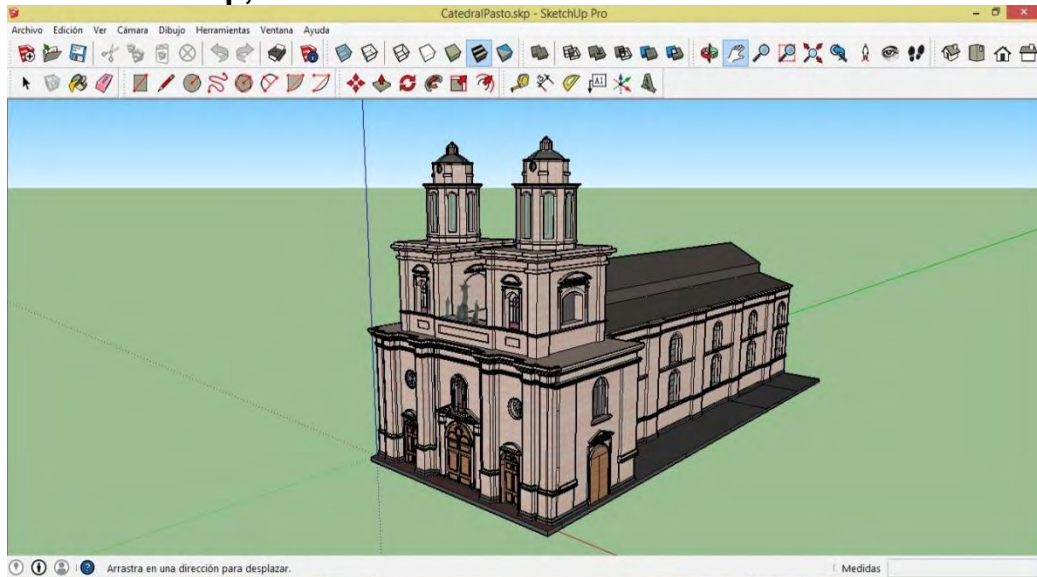 CatedralPasto.skp - SketchUp Pro
Archivo Edición Ver Cámara Dibujo Herramientas Ventana Ayuda
A1
Arrastra en una dirección para desplazar.
Medidas